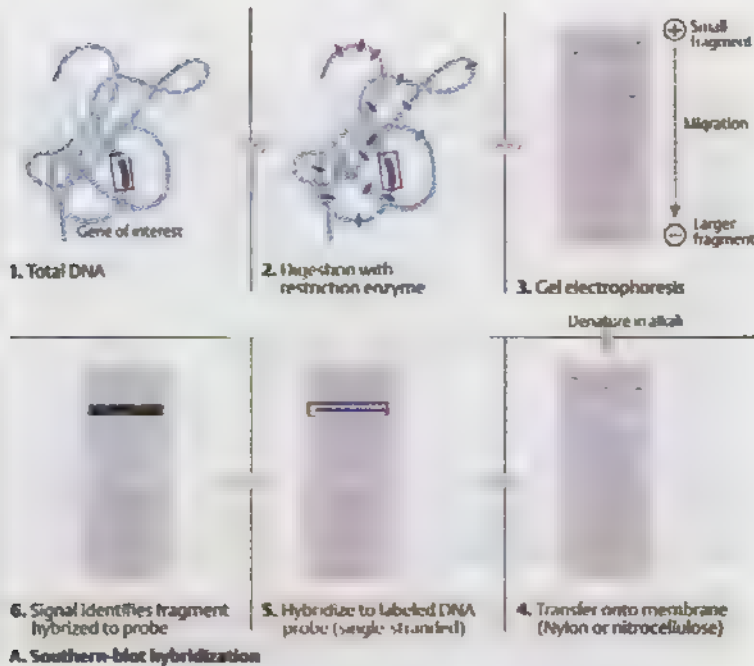 Small
fragment
Migration
Larger
fragment
Gene of interest
1. Total DNA
2. Digestion with
restriction enzyme
3. Gel electrophoresis
Denature in alkali
6. Signal identifies fragment
hybrized to probe
5. Hybridize to labeled DNA
probe (single-stranded)
4. Transfer onto membrane
(Nylon or nitrocellulose)
A. Southern-blot hybridization